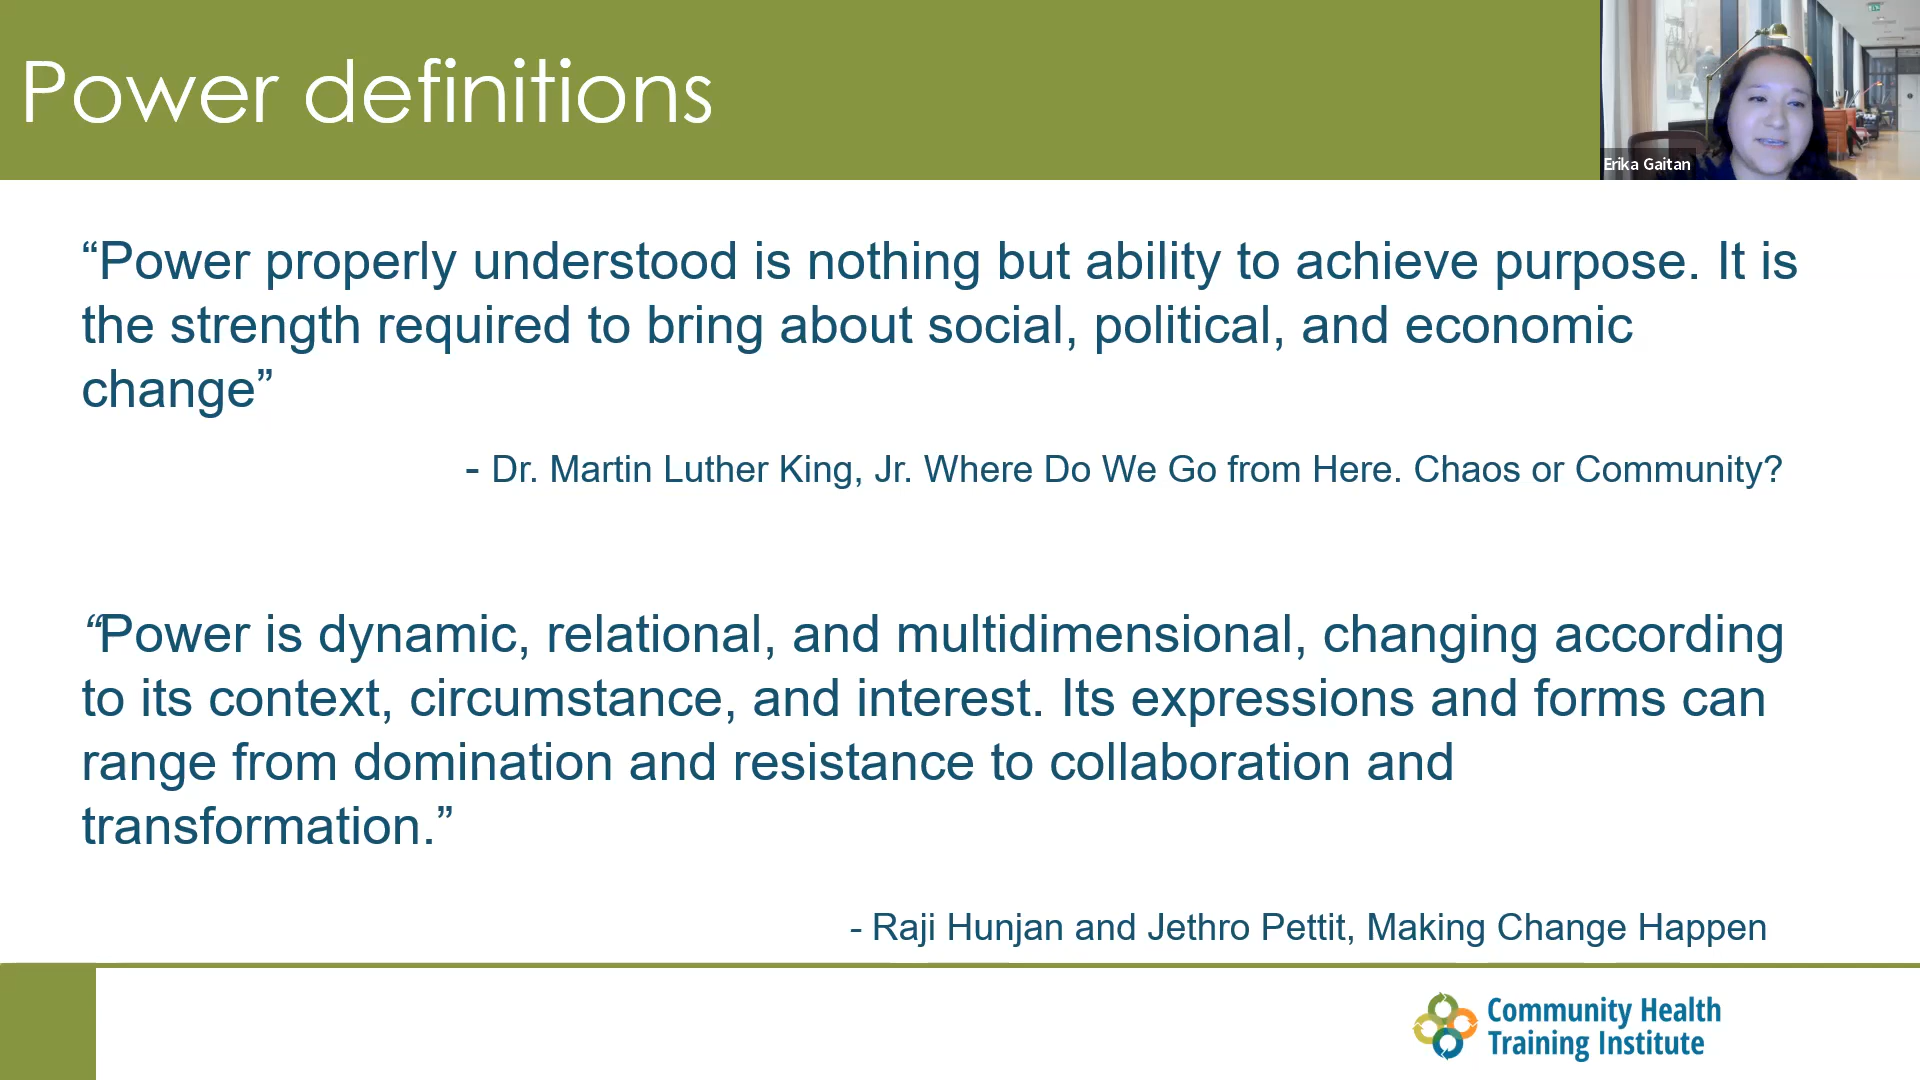 Power definitions
Erika Gaitan
“Power properly understood is nothing but ability to achieve purpose. It is
the strength required to bring about social, political, and economic
change”
- Dr. Martin Luther King, Jr. Where Do We Go from Here. Chaos or Community?
“Power is dynamic, relational, and multidimensional, changing according
to its context, circumstance, and interest. Its expressions and forms can
range from domination and resistance to collaboration and
transformation.”
- Raji Hunjan and Jethro Pettit, Making Change Happen
Community Health
Training Institute